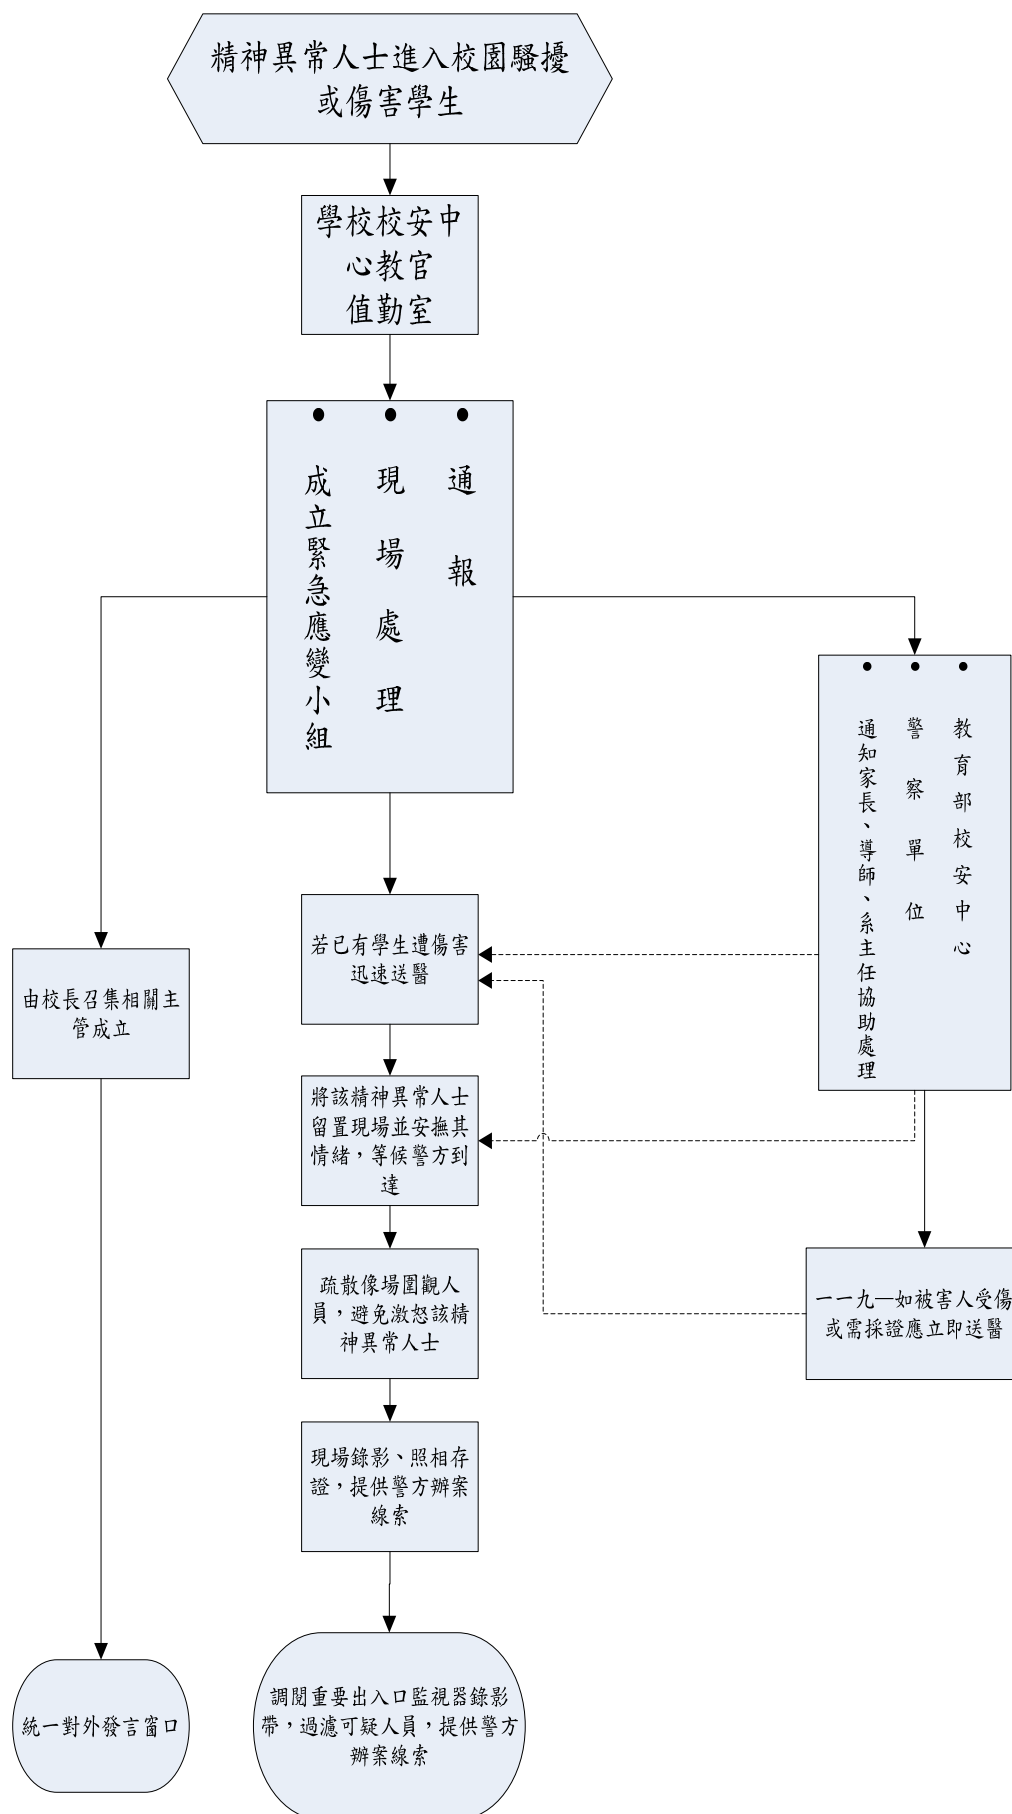 精神異常人士進入校園騷擾
或傷害學生
學校校安中
心教官
值勤室
● 通報
● 現場處理
● 成立緊急應變小組
● 教育部校安中心
● 警察單位
● 通知家長、導師、系主任協助處理
若已有學生遭傷害
迅速送醫
由校長召集相關主
管成立
將該精神異常人士
留置現場並安撫其
情緒，等候警方到
達
疏散像場圍觀人
員，避免激怒該精
神異常人士
一一九—如被害人受傷
或需採證應立即送醫
現場錄影、照相存
證，提供警方辦案
線索
統一對外發言窗口
調閱重要出入口監視器錄影
帶，過濾可疑人員，提供警方
辦案線索